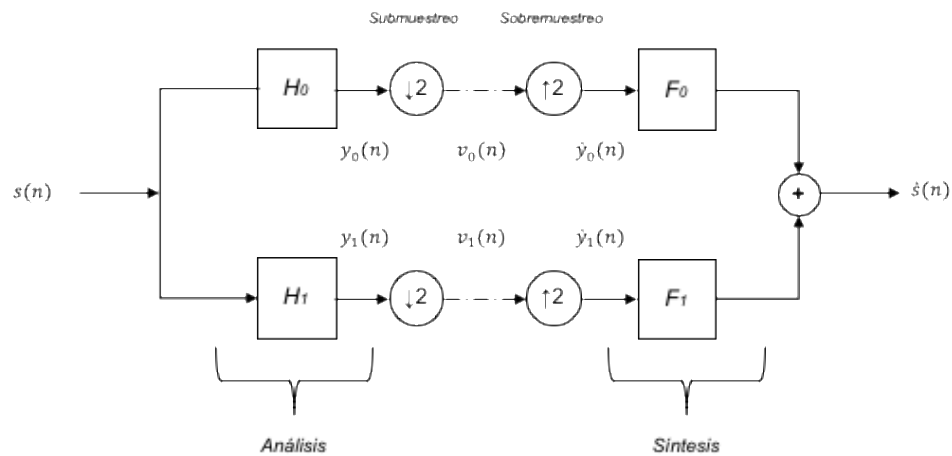 Submuestreo Sobremuestreo
H₀ ↓2 ↑2 F₀
y₀(n) v₀(n) ẏ₀(n)
s(n) + ṡ(n)
y₁(n) v₁(n) ẏ₁(n)
H₁ ↓2 ↑2 F₁
Análisis Síntesis